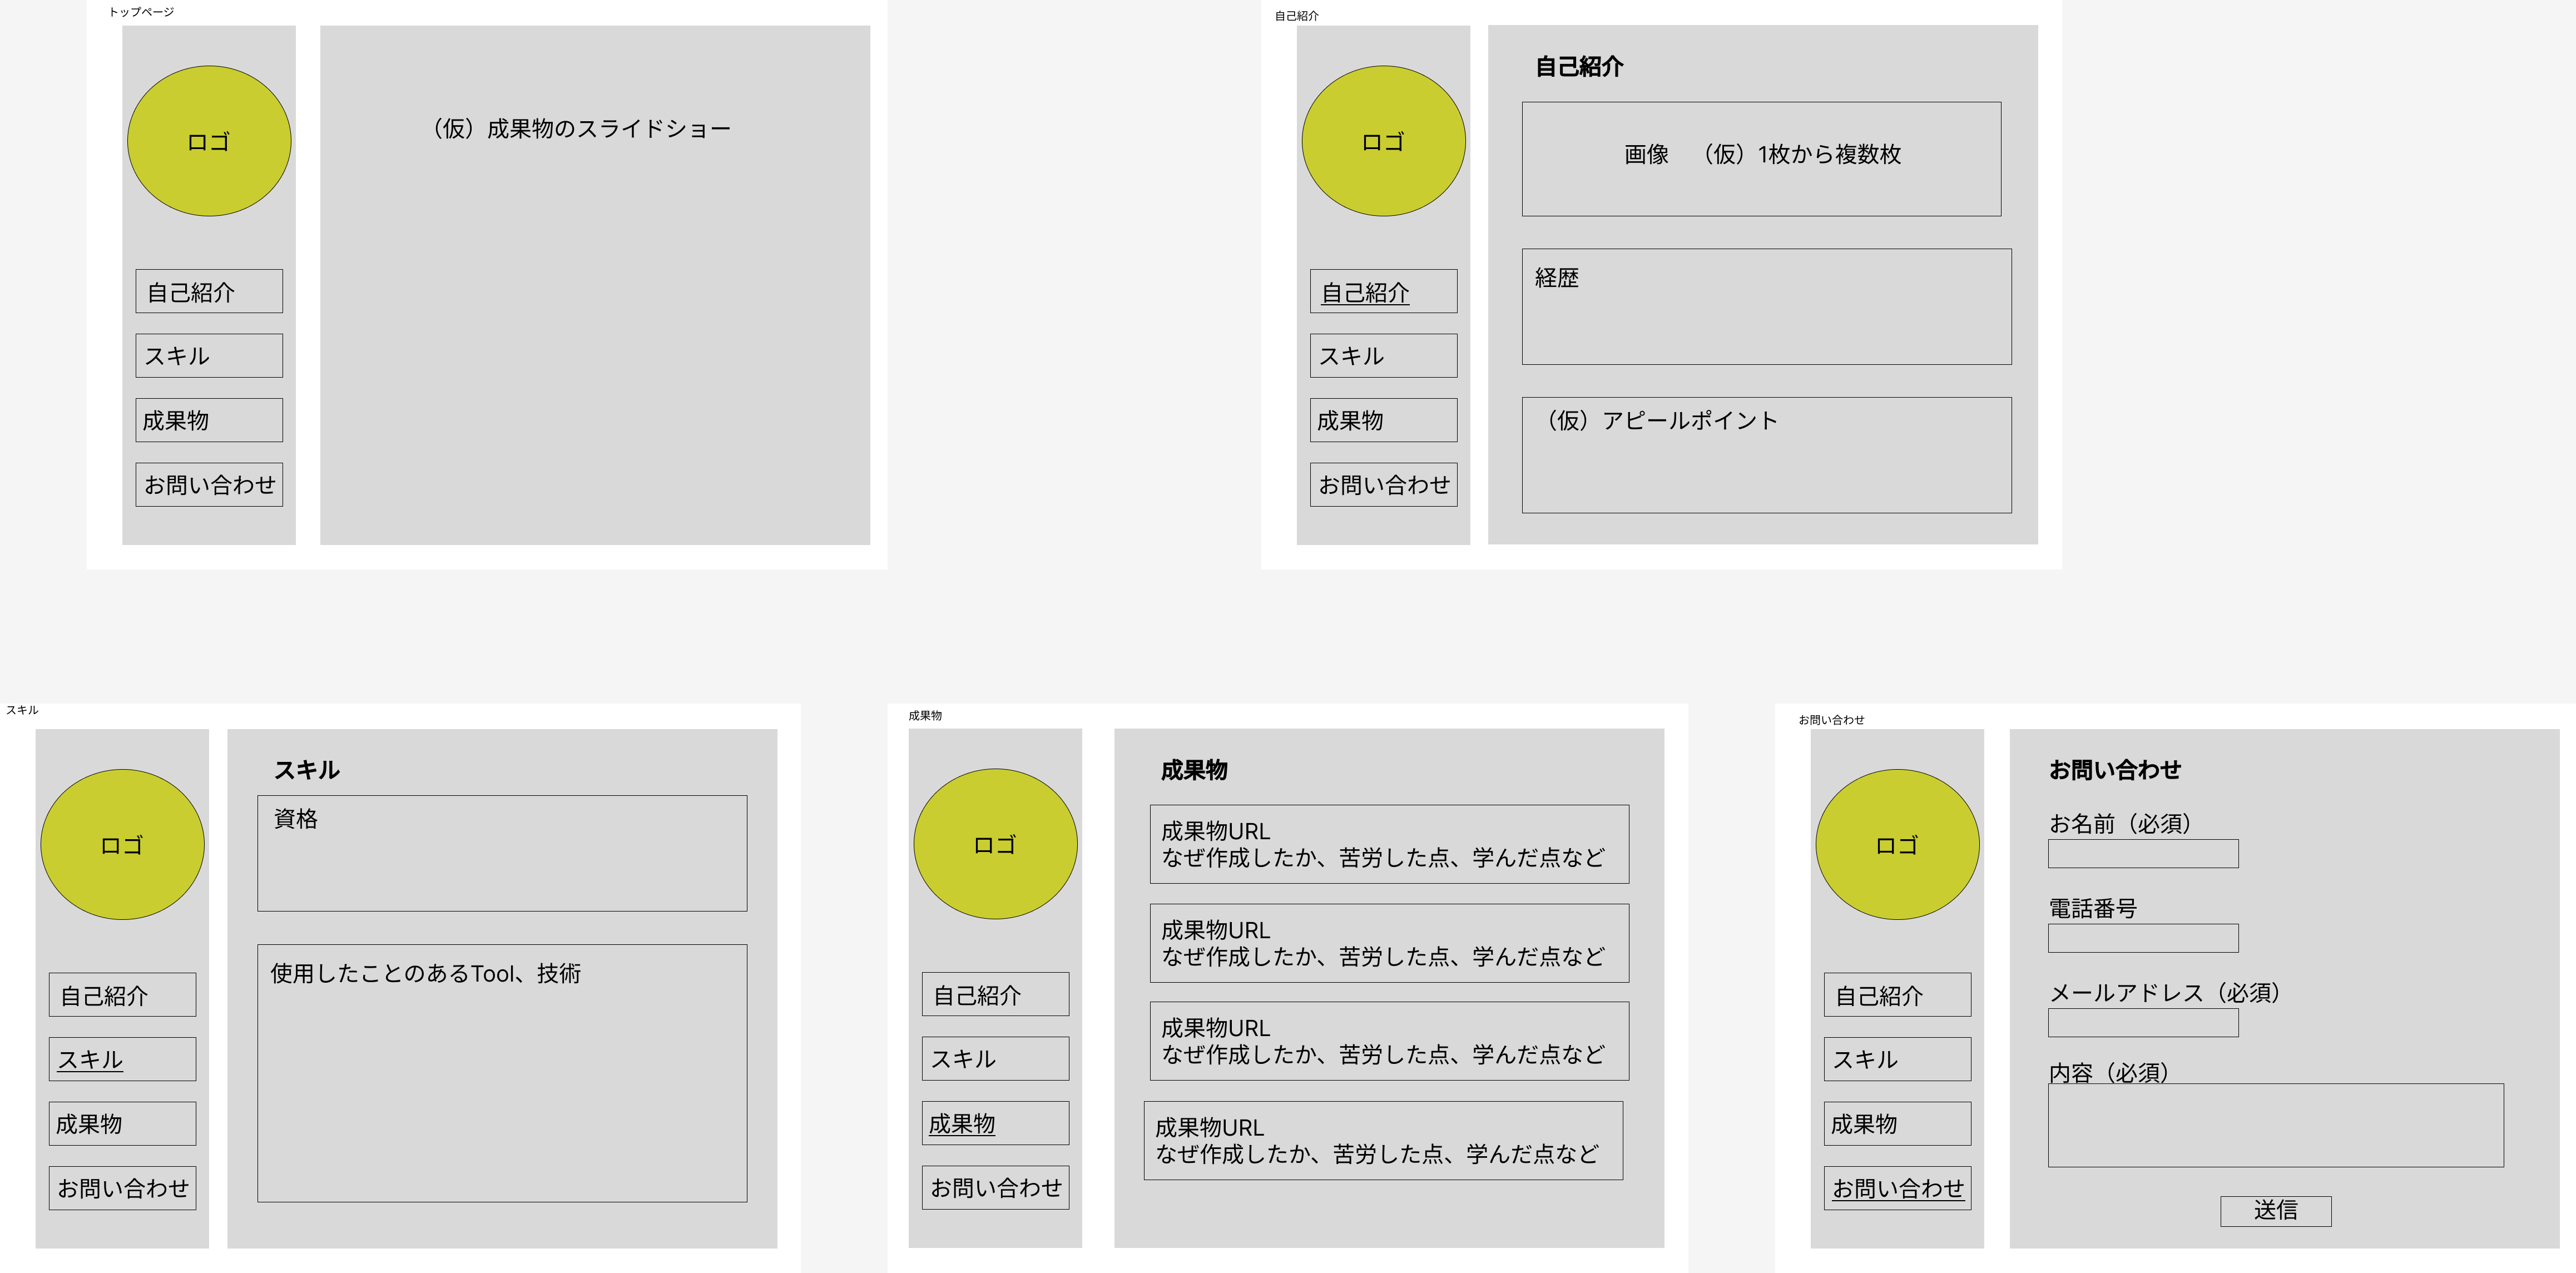 トップページ
ロゴ
自己紹介
スキル
成果物
お問い合わせ
（仮）成果物のスライドショー
自己紹介
ロゴ
自己紹介
スキル
成果物
お問い合わせ
自己紹介
画像　（仮）1枚から複数枚
経歴
（仮）アピールポイント
スキル
ロゴ
自己紹介
スキル
成果物
お問い合わせ
スキル
資格
使用したことのあるTool、技術
成果物
ロゴ
自己紹介
スキル
成果物
お問い合わせ
成果物
成果物URL
なぜ作成したか、苦労した点、学んだ点など
成果物URL
なぜ作成したか、苦労した点、学んだ点など
成果物URL
なぜ作成したか、苦労した点、学んだ点など
成果物URL
なぜ作成したか、苦労した点、学んだ点など
お問い合わせ
ロゴ
自己紹介
スキル
成果物
お問い合わせ
お問い合わせ
お名前（必須）
電話番号
メールアドレス（必須）
内容（必須）
送信